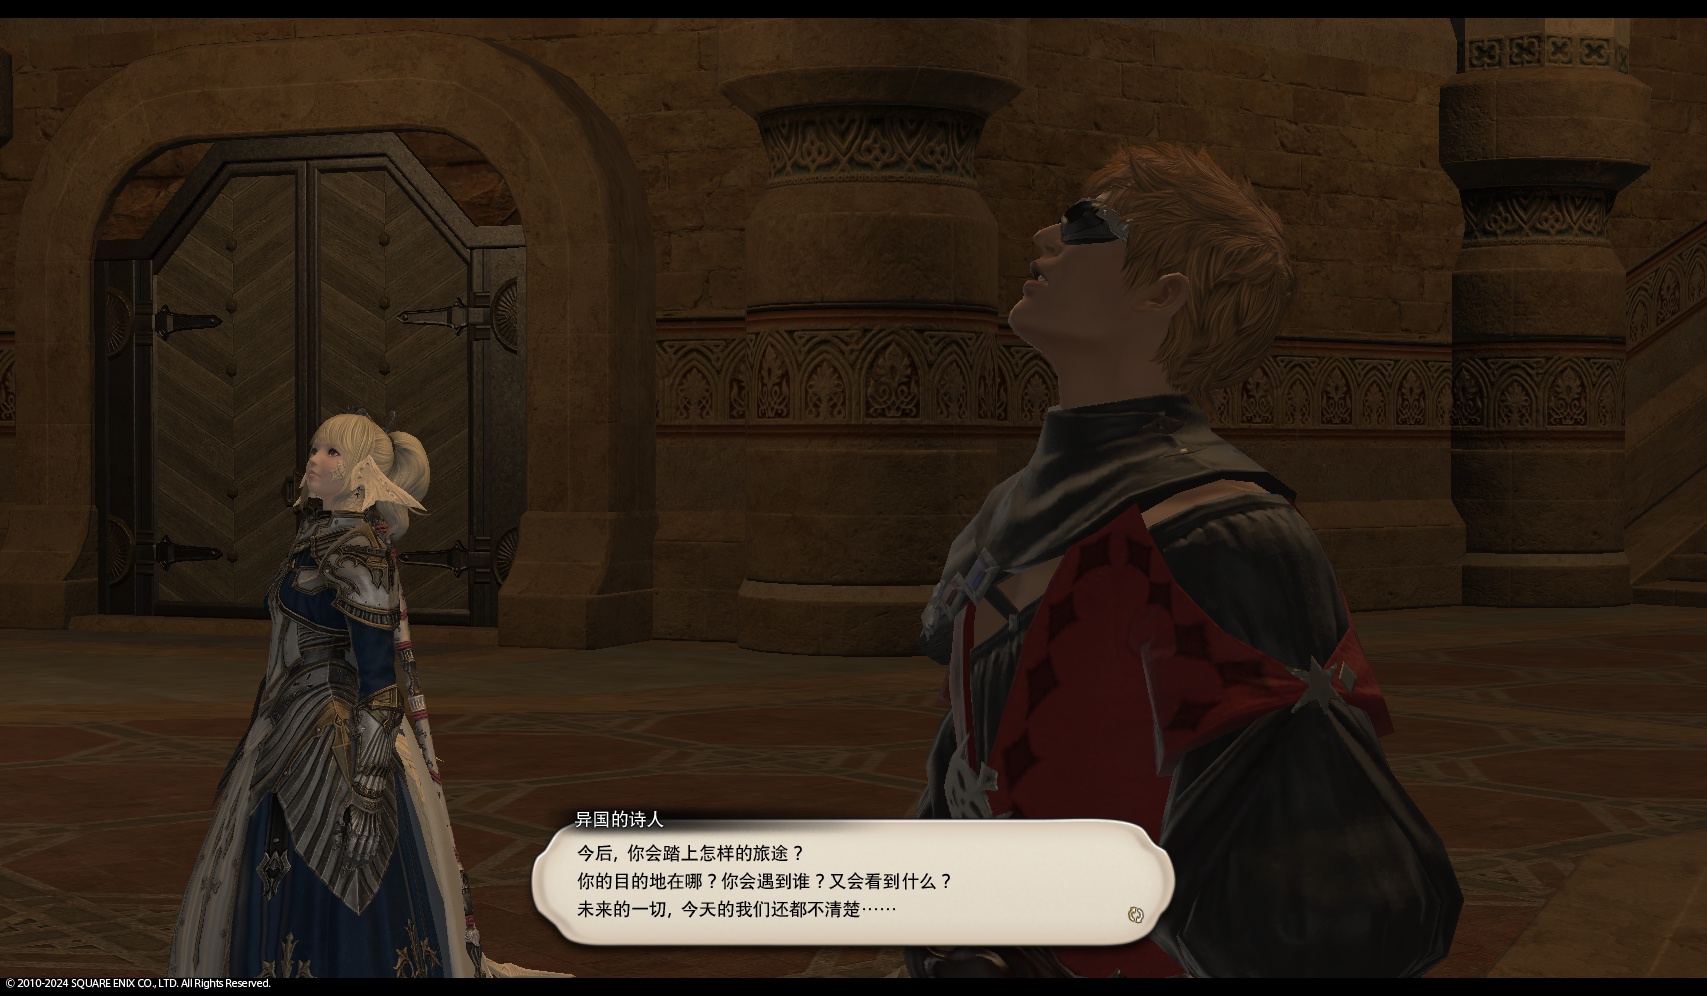 异国的诗人
今后, 你会踏上怎样的旅途？
你的目的地在哪？你会遇到谁？又会看到什么？
未来的一切, 今天的我们还都不清楚……
© 2010-2024 SQUARE ENIX CO., LTD. All Rights Reserved.